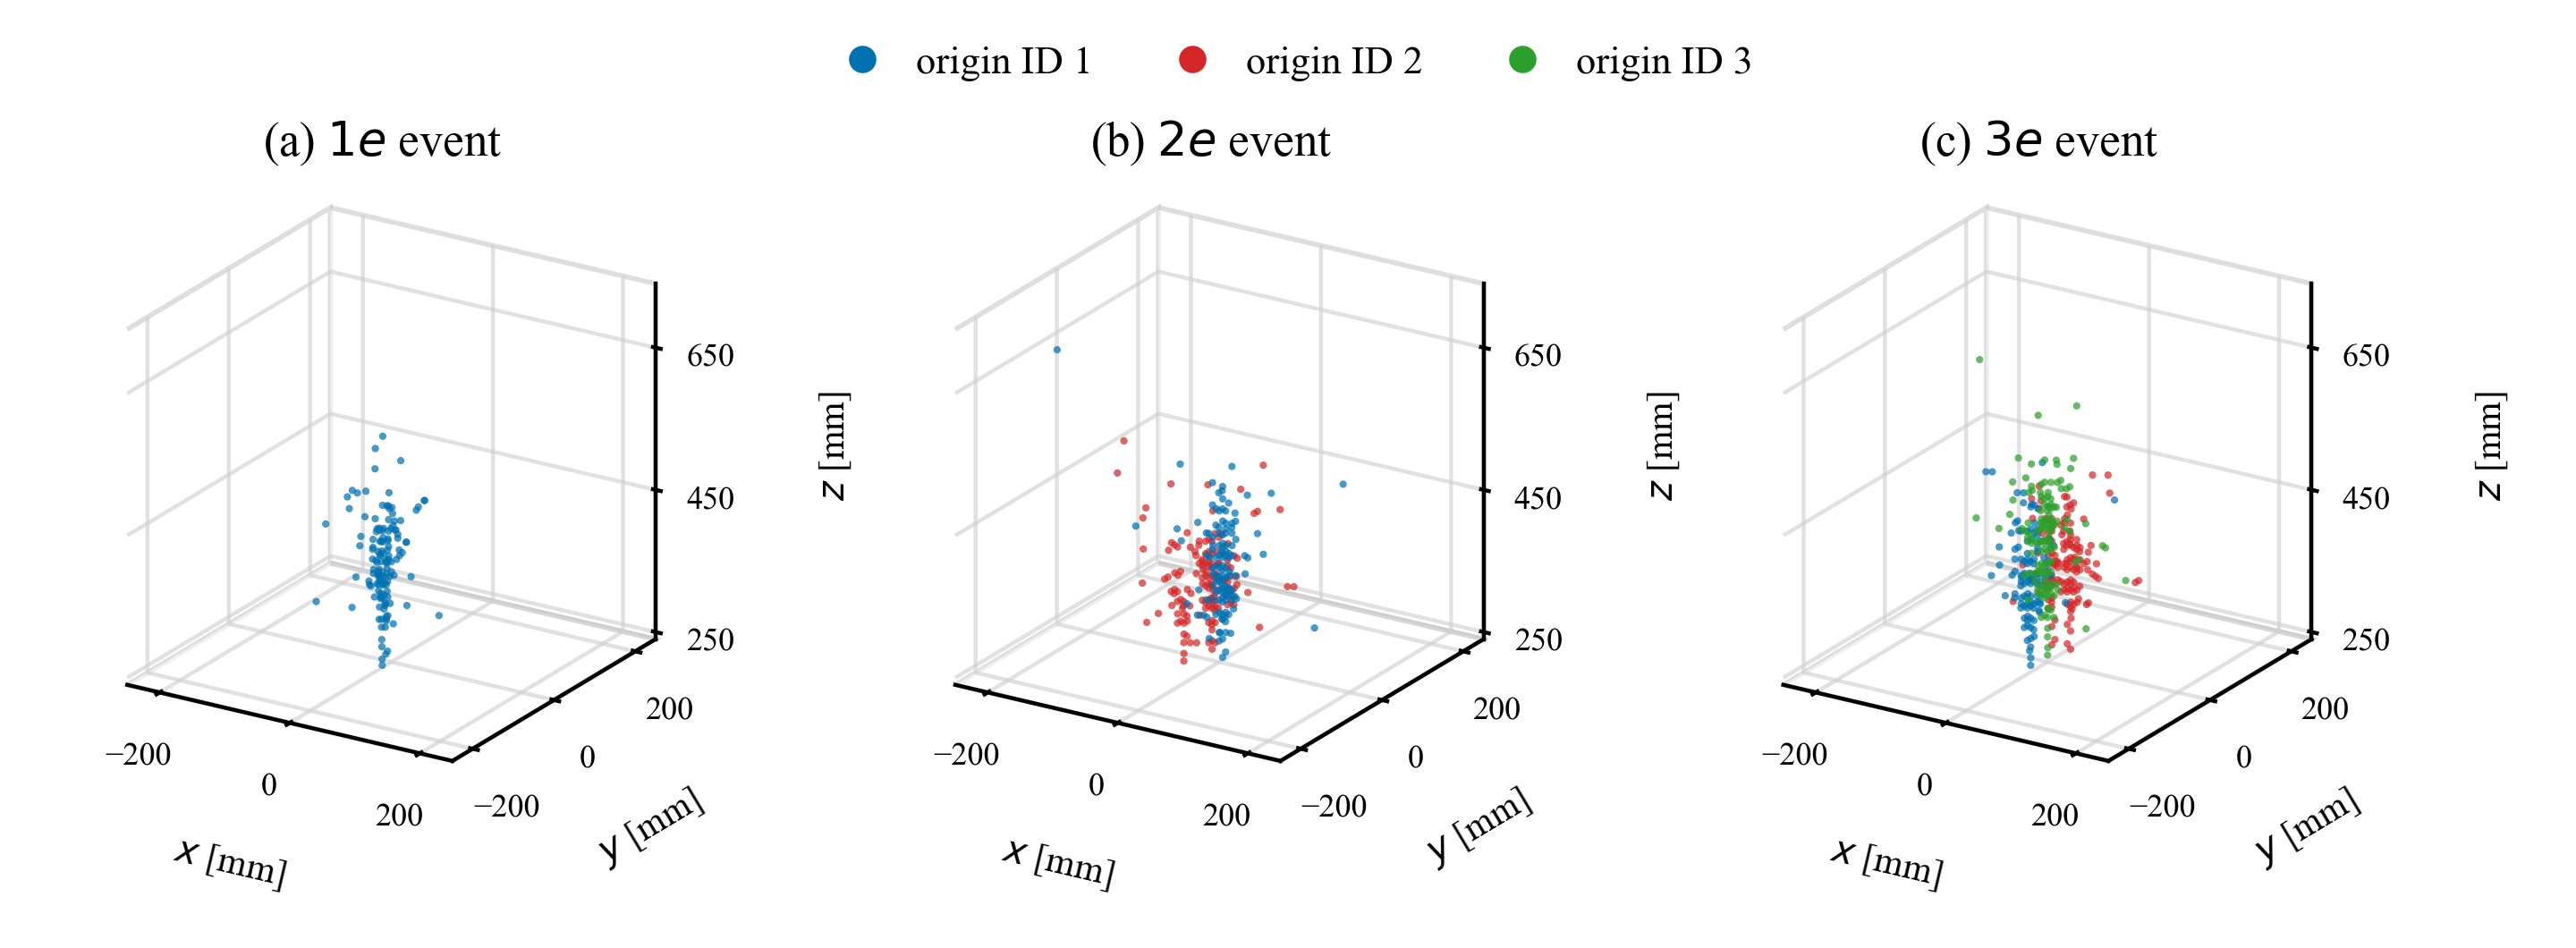 origin ID 1 origin ID 2 origin ID 3
(a) 1e event
650
450
250
z [mm]
−200
0
200
x [mm]
−200
0
200
y [mm]
(b) 2e event
650
450
250
z [mm]
−200
0
200
x [mm]
−200
0
200
y [mm]
(c) 3e event
650
450
250
z [mm]
−200
0
200
x [mm]
−200
0
200
y [mm]